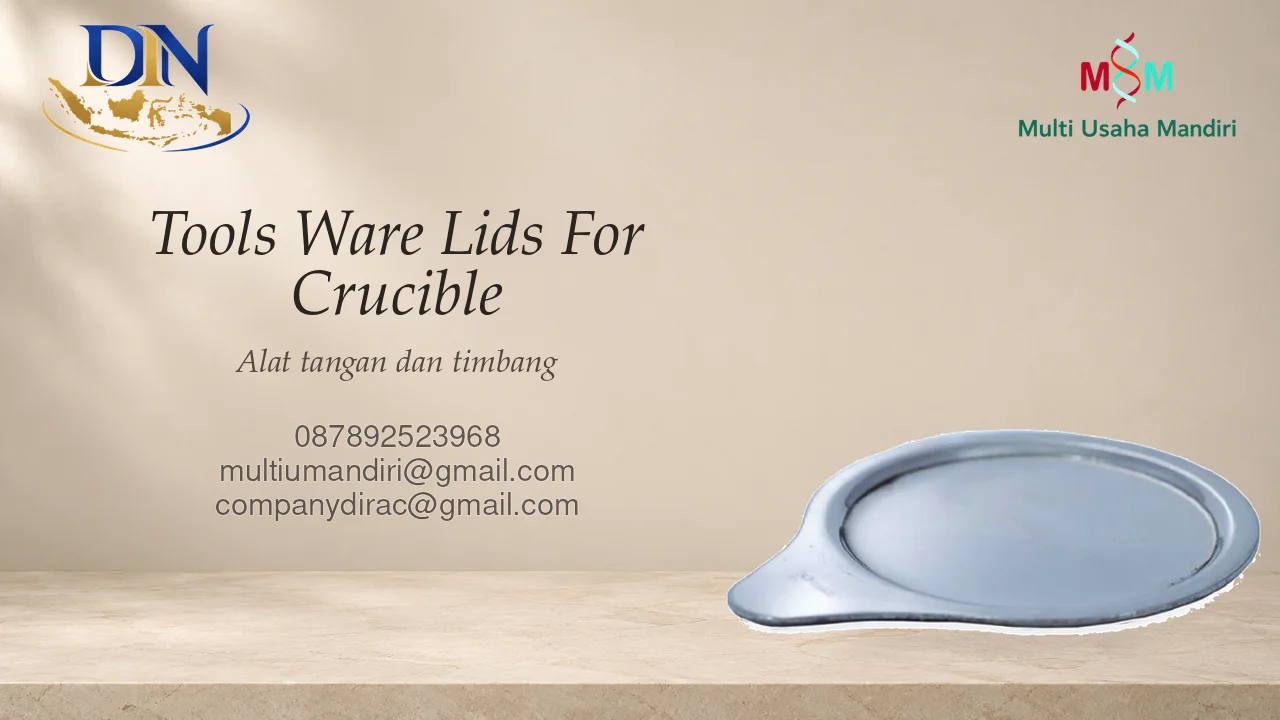 DN
M M
Multi Usaha Mandiri
Tools Ware Lids For
Crucible
Alat tangan dan timbang
087892523968
multiumandiri@gmail.com
companydirac@gmail.com